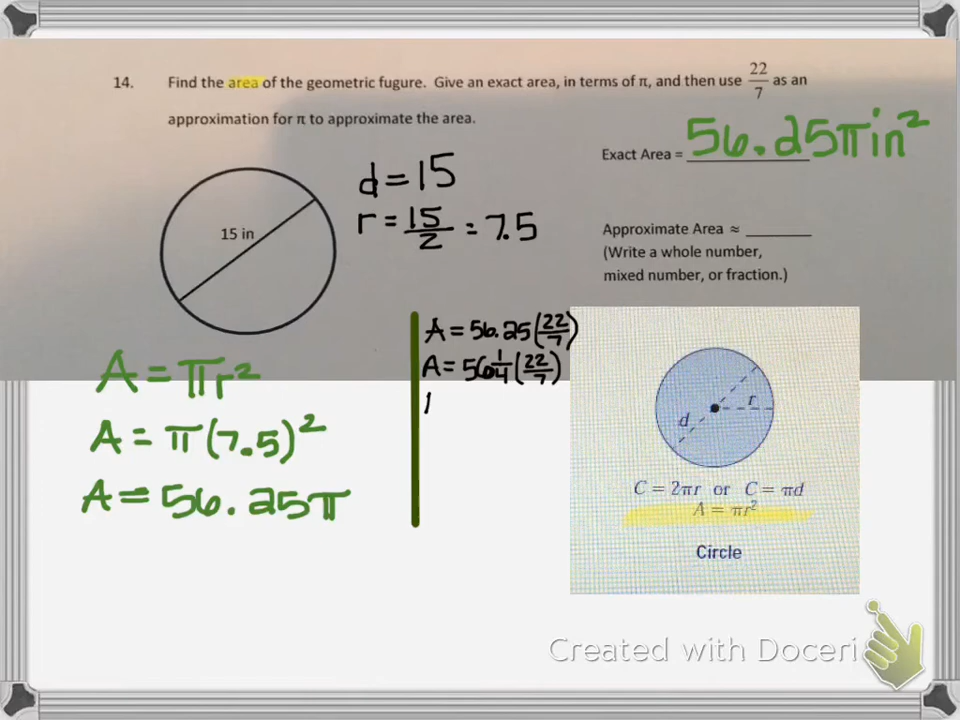 14. Find the area of the geometric fugure. Give an exact area, in terms of π, and then use 22/7 as an
approximation for π to approximate the area.
Exact Area = 56.25π in²
15 in
d = 15
r = 15/2 = 7.5
Approximate Area ≈ ______
(Write a whole number,
mixed number, or fraction.)
A = πr²
A = π(7.5)²
A = 56.25π
A = 56.25(22/7)
A = 56 1/4 (22/7)
d r
C = 2πr or C = πd
A = πr²
Circle
Created with Doceri